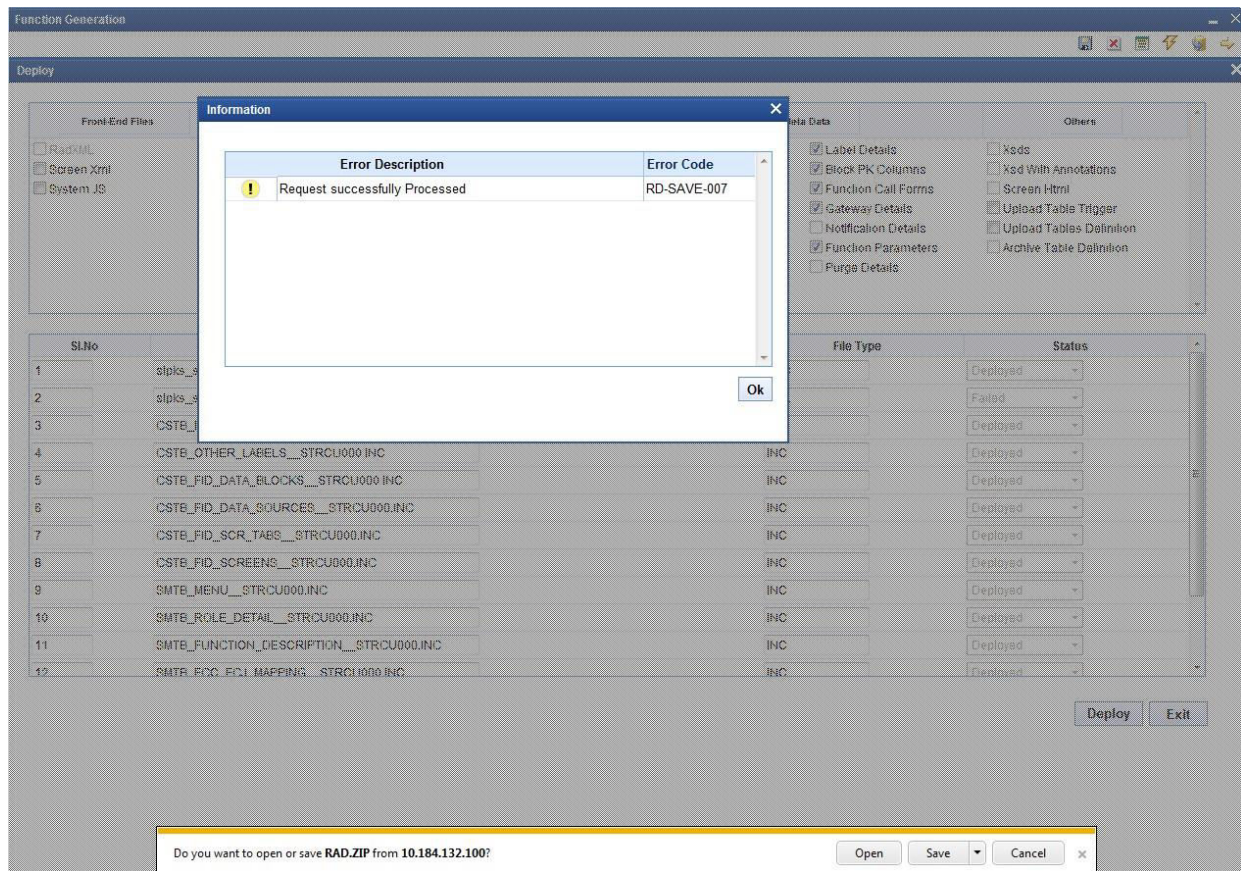 Function Generation
Deploy
Front-End Files
Others
RadXML
Screen Xml
System JS
Label Details
Block PK Columns
Function Call Forms
Gateway Details
Notification Details
Function Parameters
Purge Details
Xsds
Xsd With Annotations
Screen Html
Upload Table Trigger
Upload Tables Definition
Archive Table Definition
Information
Error Description Error Code
Request successfully Processed RD-SAVE-007
Ok
Sl.No File Type Status
1 Deployed
2 Failed
3 Deployed
4 CSTB_OTHER_LABELS__STRCU000.INC INC Deployed
5 CSTB_FID_DATA_BLOCKS__STRCU000.INC INC Deployed
6 CSTB_FID_DATA_SOURCES__STRCU000.INC INC Deployed
7 CSTB_FID_SCR_TABS__STRCU000.INC INC Deployed
8 CSTB_FID_SCREENS__STRCU000.INC INC Deployed
9 SMTB_MENU__STRCU000.INC INC Deployed
10 SMTB_ROLE_DETAIL__STRCU000.INC INC Deployed
11 SMTB_FUNCTION_DESCRIPTION__STRCU000.INC INC Deployed
12 SMTB_FCC_FCJ_MAPPING__STRCU000.INC INC Deployed
Deploy Exit
Do you want to open or save RAD.ZIP from 10.184.132.100?
Open Save Cancel